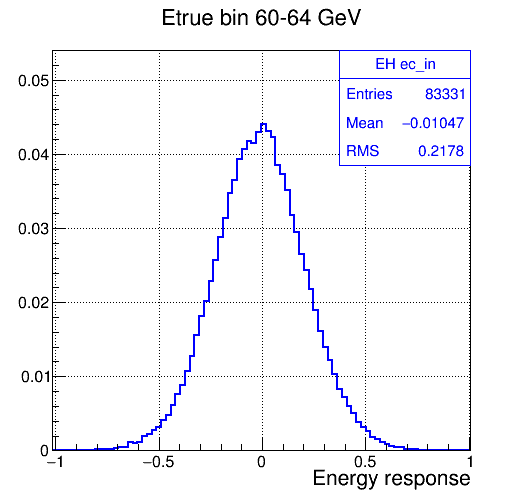 Etrue bin 60-64 GeV
EH ec_in
Entries 83331
Mean −0.01047
RMS 0.2178
0.05
0.04
0.03
0.02
0.01
0
−1 −0.5 0 0.5 1
Energy response